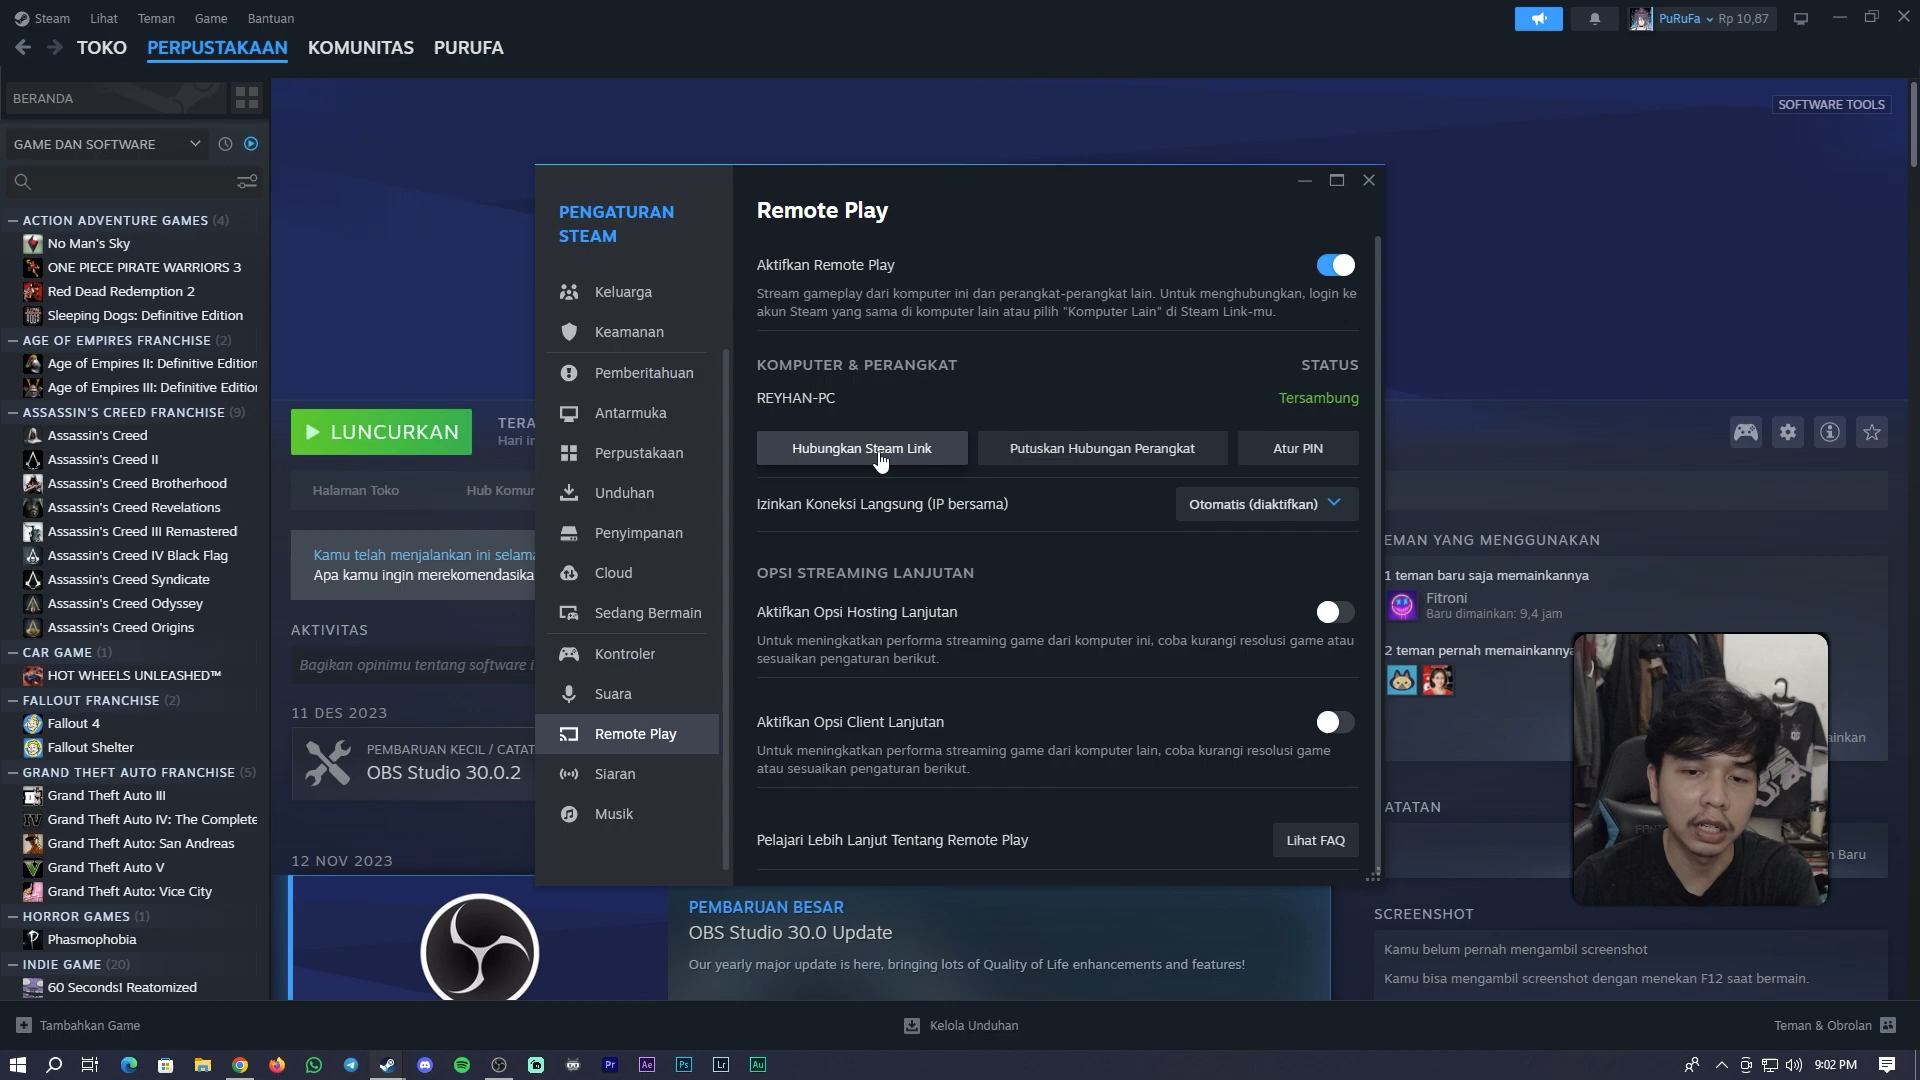 Steam Lihat Teman Game Bantuan
PuRuFa Rp 10,87
TOKO PERPUSTAKAAN KOMUNITAS PURUFA
BERANDA
SOFTWARE TOOLS
GAME DAN SOFTWARE
— ACTION ADVENTURE GAMES (4)
No Man's Sky
ONE PIECE PIRATE WARRIORS 3
Red Dead Redemption 2
Sleeping Dogs: Definitive Edition
— AGE OF EMPIRES FRANCHISE (2)
Age of Empires II: Definitive Edition
Age of Empires III: Definitive Editio
— ASSASSIN'S CREED FRANCHISE (9)
Assassin's Creed
Assassin's Creed II
Assassin's Creed Brotherhood
Assassin's Creed Revelations
Assassin's Creed III Remastered
Assassin's Creed IV Black Flag
Assassin's Creed Syndicate
Assassin's Creed Odyssey
Assassin's Creed Origins
— CAR GAME (1)
HOT WHEELS UNLEASHED™
— FALLOUT FRANCHISE (2)
Fallout 4
Fallout Shelter
— GRAND THEFT AUTO FRANCHISE (5)
Grand Theft Auto III
Grand Theft Auto IV: The Complete
Grand Theft Auto: San Andreas
Grand Theft Auto V
Grand Theft Auto: Vice City
— HORROR GAMES (1)
Phasmophobia
— INDIE GAME (20)
60 Seconds! Reatomized
LUNCURKAN
TERA
Hari in
Halaman Toko Hub Komun
Kamu telah menjalankan ini selama
Apa kamu ingin merekomendasika
AKTIVITAS
Bagikan opinimu tentang software i
11 DES 2023
PEMBARUAN KECIL / CATAT
OBS Studio 30.0.2
12 NOV 2023
PEMBARUAN BESAR
OBS Studio 30.0 Update
Our yearly major update is here, bringing lots of Quality of Life enhancements and features!
PENGATURAN
STEAM
Keluarga
Keamanan
Pemberitahuan
Antarmuka
Perpustakaan
Unduhan
Penyimpanan
Cloud
Sedang Bermain
Kontroler
Suara
Remote Play
Siaran
Musik
Remote Play
Aktifkan Remote Play
Stream gameplay dari komputer ini dan perangkat-perangkat lain. Untuk menghubungkan, login ke
akun Steam yang sama di komputer lain atau pilih "Komputer Lain" di Steam Link-mu.
KOMPUTER & PERANGKAT STATUS
REYHAN-PC Tersambung
Hubungkan Steam Link Putuskan Hubungan Perangkat Atur PIN
Izinkan Koneksi Langsung (IP bersama) Otomatis (diaktifkan)
OPSI STREAMING LANJUTAN
Aktifkan Opsi Hosting Lanjutan
Untuk meningkatkan performa streaming game dari komputer ini, coba kurangi resolusi game atau
sesuaikan pengaturan berikut.
Aktifkan Opsi Client Lanjutan
Untuk meningkatkan performa streaming game dari komputer lain, coba kurangi resolusi game
atau sesuaikan pengaturan berikut.
Pelajari Lebih Lanjut Tentang Remote Play Lihat FAQ
EMAN YANG MENGGUNAKAN
1 teman baru saja memainkannya
Fitroni
Baru dimainkan: 9,4 jam
2 teman pernah memainkannya
ainkan
ATATAN
n Baru
SCREENSHOT
Kamu belum pernah mengambil screenshot
Kamu bisa mengambil screenshot dengan menekan F12 saat bermain.
Tambahkan Game Kelola Unduhan Teman & Obrolan
Pr Ae Ps Lr Au
9:02 PM